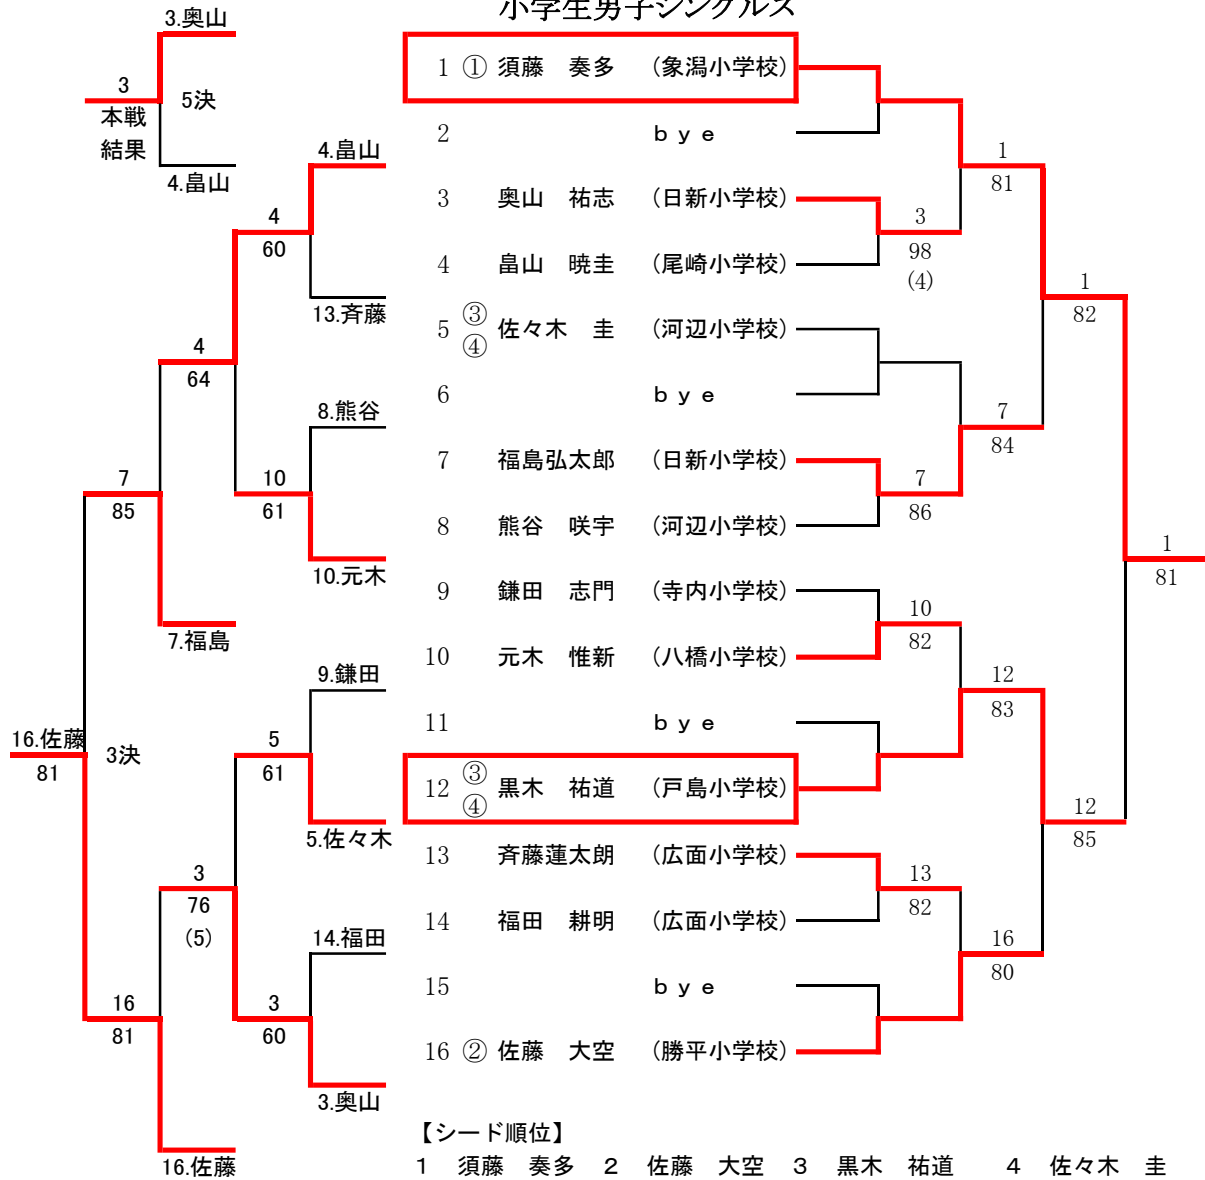 小学生男子シングルス
3.奥山
3
5決
本戦
結果
4.畠山
4.畠山
4
60
13.斉藤
4
64
8.熊谷
7
85
10
61
10.元木
7.福島
9.鎌田
16.佐藤
81
3決
5
61
5.佐々木
3
76
(5)
14.福田
16
81
3
60
3.奥山
16.佐藤
1 ① 須藤 奏多 (象潟小学校)
2 bye
3 奥山 祐志 (日新小学校)
4 畠山 暁圭 (尾崎小学校)
5 ③④ 佐々木 圭 (河辺小学校)
6 bye
7 福島弘太郎 (日新小学校)
8 熊谷 咲宇 (河辺小学校)
9 鎌田 志門 (寺内小学校)
10 元木 惟新 (八橋小学校)
11 bye
12 ③④ 黒木 祐道 (戸島小学校)
13 斉藤蓮太朗 (広面小学校)
14 福田 耕明 (広面小学校)
15 bye
16 ② 佐藤 大空 (勝平小学校)
1
81
3
98
(4)
1
82
7
84
7
86
1
81
10
82
12
83
12
85
13
82
16
80
【シード順位】
1 須藤 奏多 2 佐藤 大空 3 黒木 祐道 4 佐々木 圭